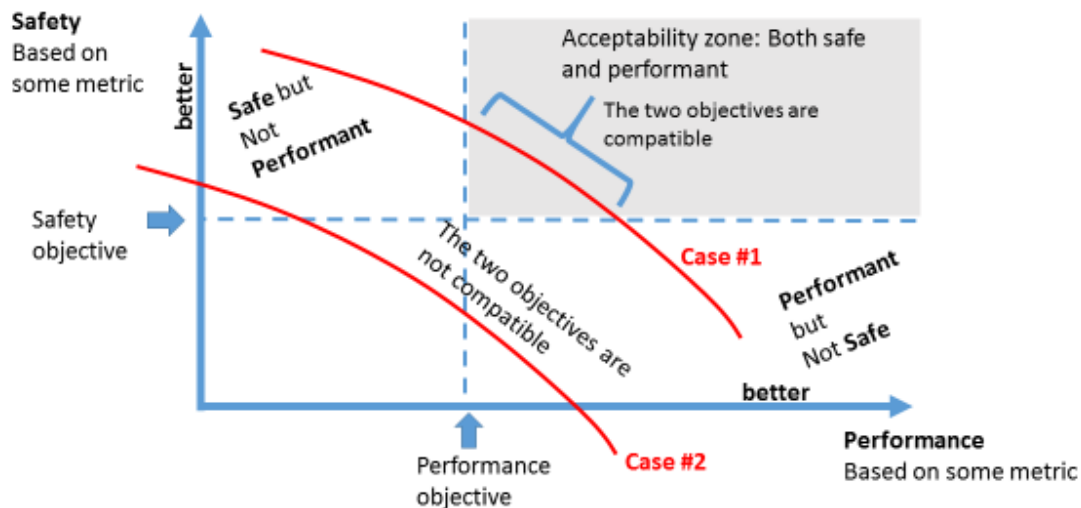 Safety
Based on
some metric
better
Safe but
Not
Performant
Acceptability zone: Both safe
and performant
The two objectives are
compatible
Safety
objective
The two objectives are
not compatible
Case #1
Performant
but
Not Safe
better
Performance
objective
Case #2
Performance
Based on some metric